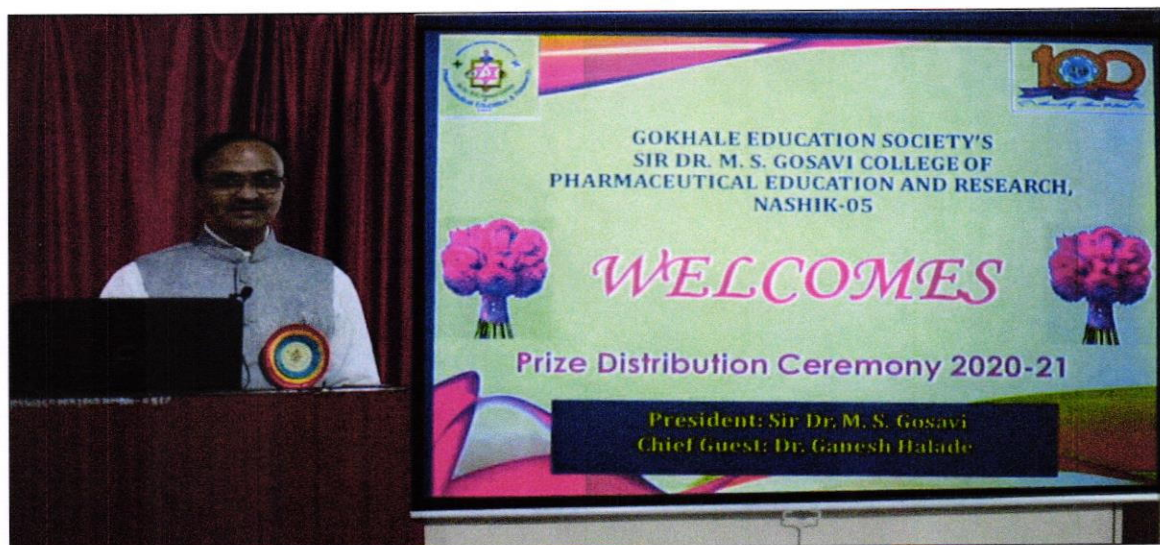 100
GOKHALE EDUCATION SOCIETY'S
SIR DR. M. S. GOSAVI COLLEGE OF
PHARMACEUTICAL EDUCATION AND RESEARCH,
NASHIK-05
WELCOMES
Prize Distribution Ceremony 2020-21
President: Sir Dr. M. S. Gosavi
Chief Guest: Dr. Ganesh Halade